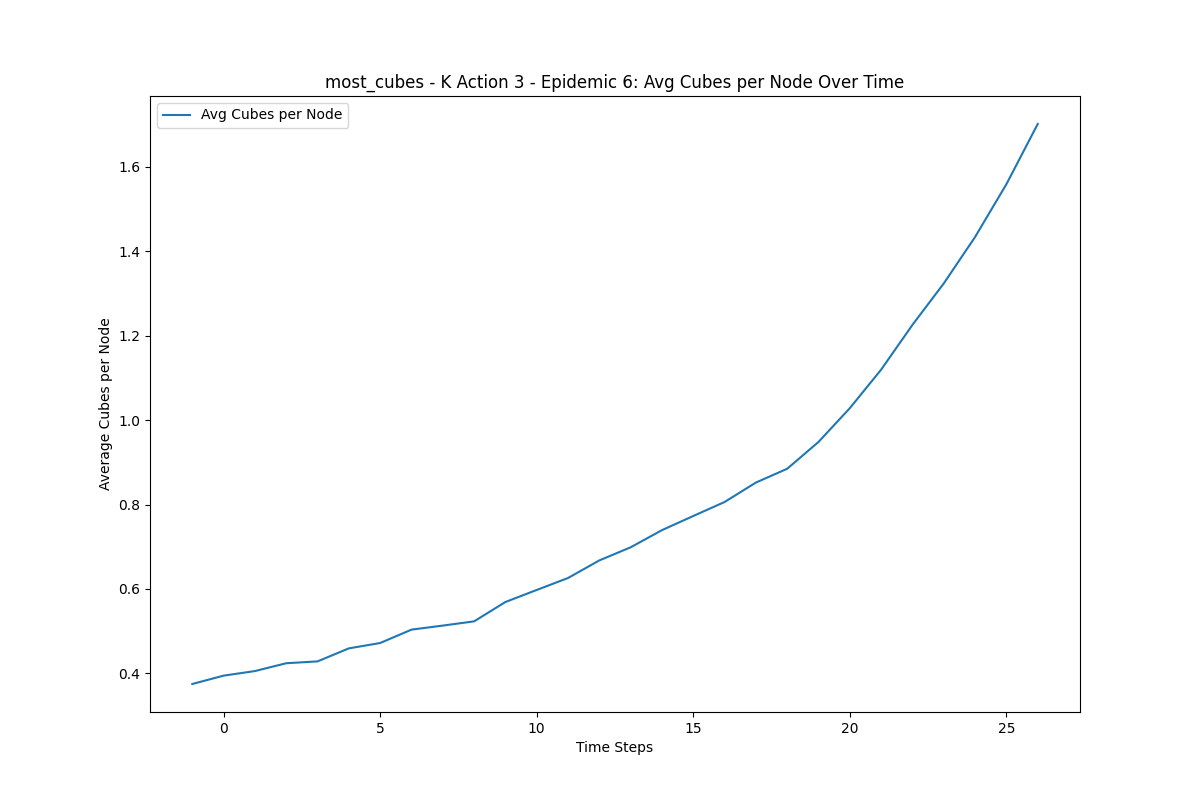 most_cubes - K Action 3 - Epidemic 6: Avg Cubes per Node Over Time
Avg Cubes per Node
1.6
1.4
1.2
1.0
0.8
0.6
0.4
Average Cubes per Node
0 5 10 15 20 25
Time Steps